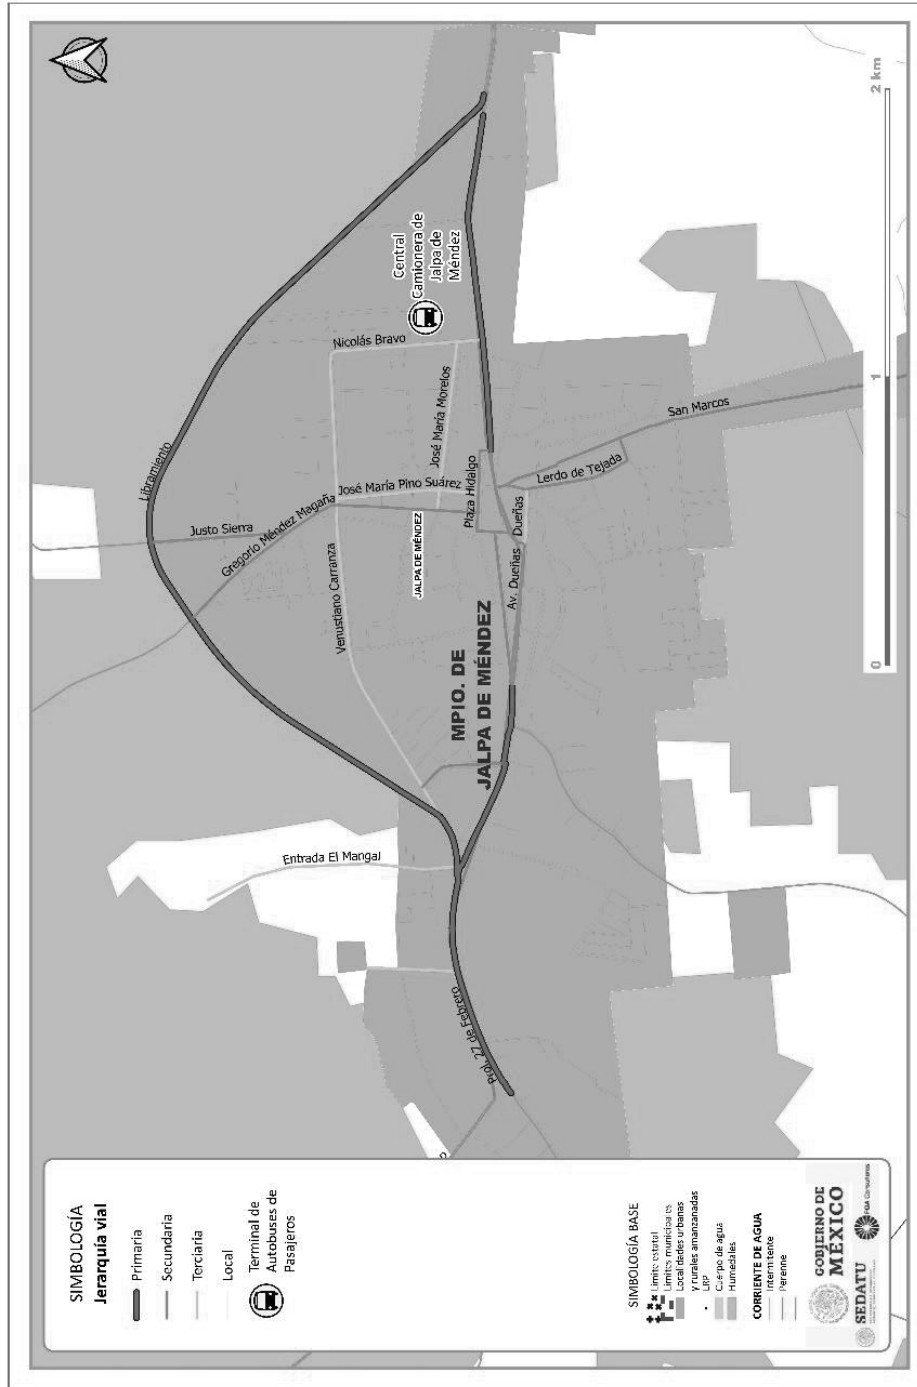 SIMBOLOGÍA
Jerarquía vial
Primaria
Secundaria
Terciaria
Local
Terminal de
Autobuses de
Pasajeros
SIMBOLOGÍA BASE
Limite estatal
Limites municipales
Localidades urbanas
y rurales amanzanadas
LRP
Cuerpo de agua
Humedales
CORRIENTE DE AGUA
Intermitente
Perenne
GOBIERNO DE
MÉXICO
SEDATU
Prol. 27 de Febrero
Entrada El Mangal
MPIO. DE
JALPA DE MÉNDEZ
Venustiano Carranza
Gregorio Méndez Magaña
Justo Sierra
Libramiento
JALPA DE MÉNDEZ
José María Pino Suárez
José María Morelos
Nicolás Bravo
Plaza Hidalgo
Av. Dueñas
Dueñas
Lerdo de Tejada
San Marcos
Central
Camionera de
Jalpa de
Méndez
0
1
2 km